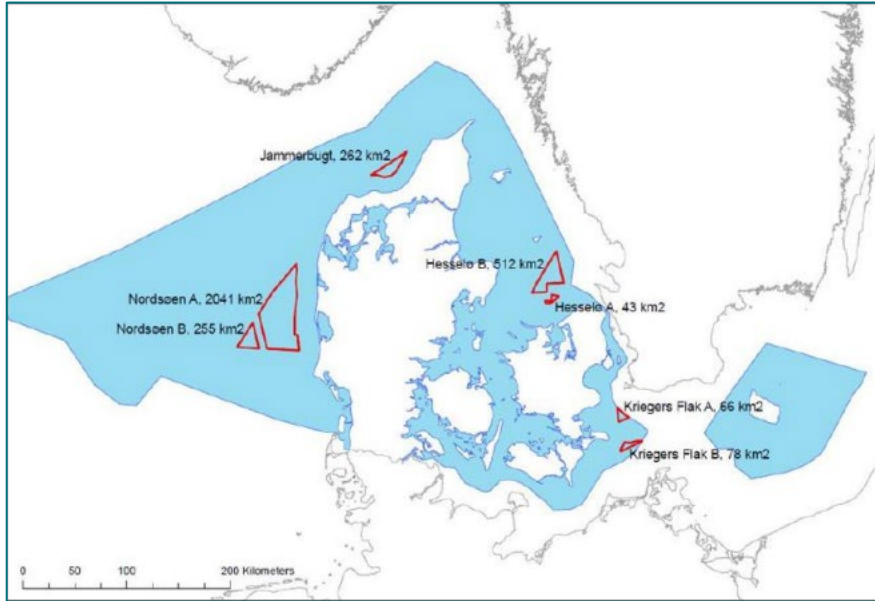 Jammerbugt, 262 km2
Hesselø B, 512 km2
Nordsøen A, 2041 km2
Hesselø A, 43 km2
Nordsøen B, 255 km2
Kriegers Flak A, 66 km2
Kriegers Flak B, 78 km2
0 50 100 200 Kilometers